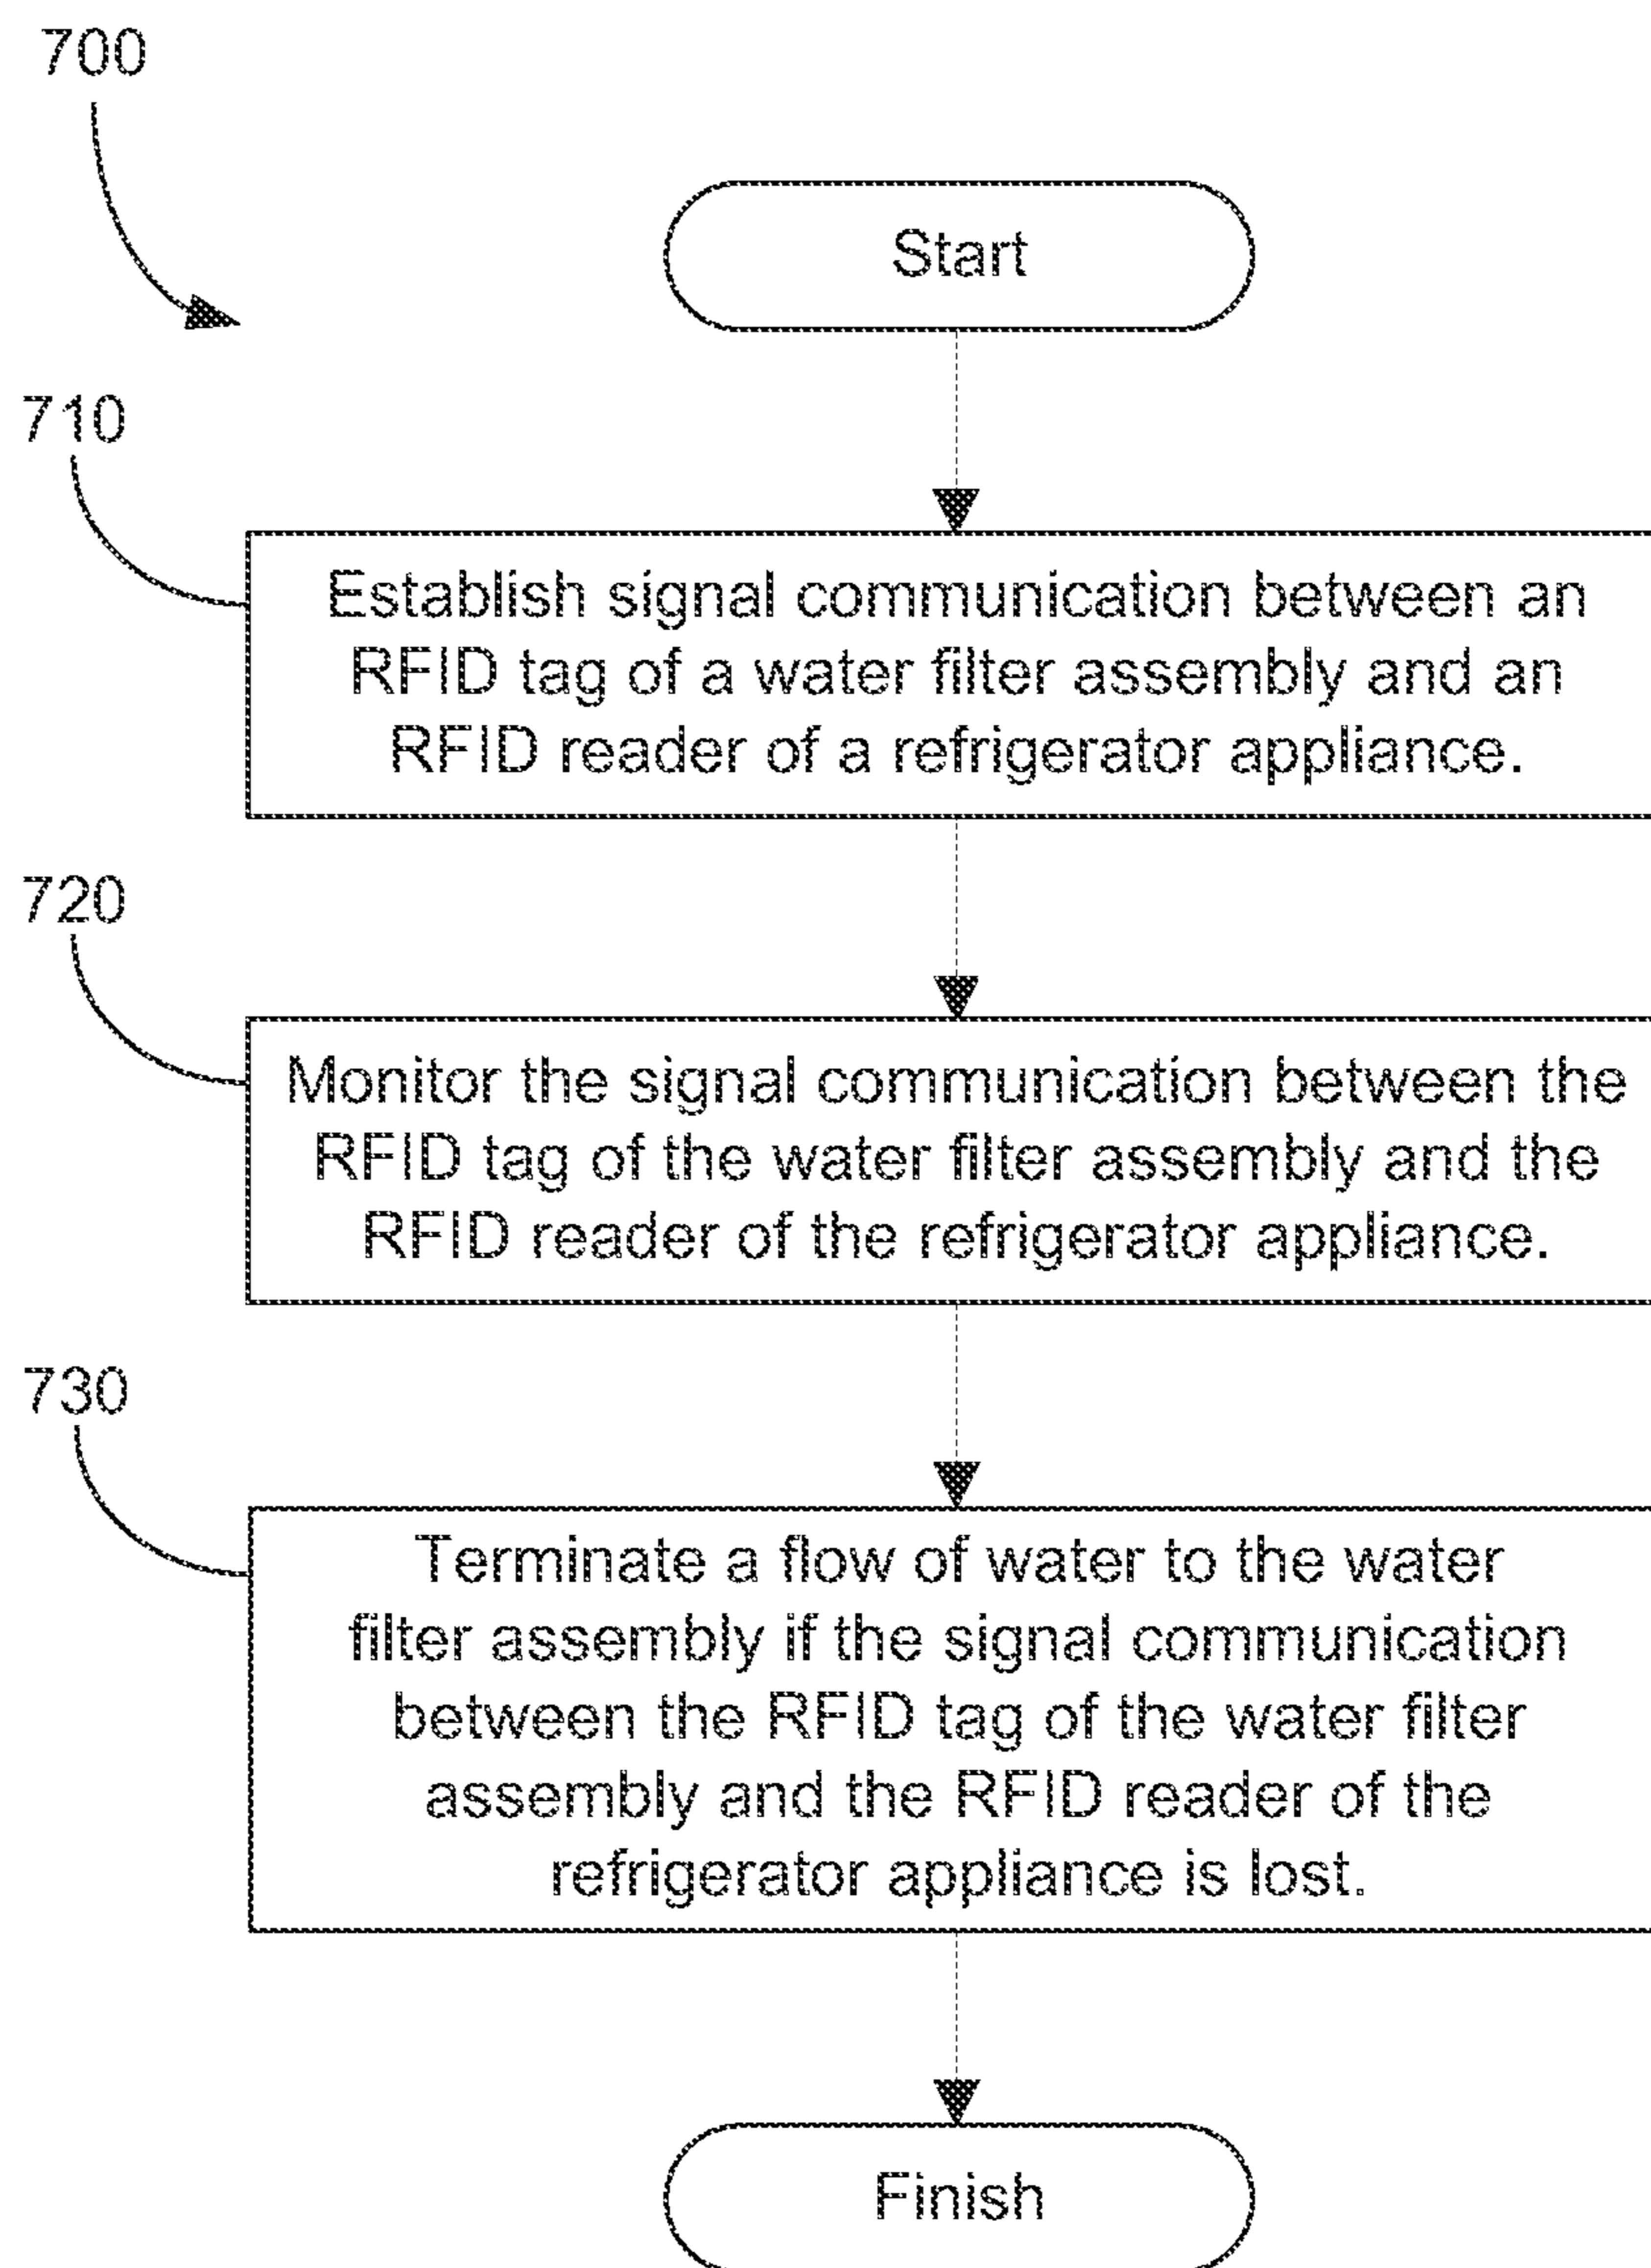 700
Start
710
Establish signal communication between an
RFID tag of a water filter assembly and an
RFID reader of a refrigerator appliance.
720
Monitor the signal communication between the
RFID tag of the water filter assembly and the
RFID reader of the refrigerator appliance.
730
Terminate a flow of water to the water
filter assembly if the signal communication
between the RFID tag of the water filter
assembly and the RFID reader of the
refrigerator appliance is lost.
Finish